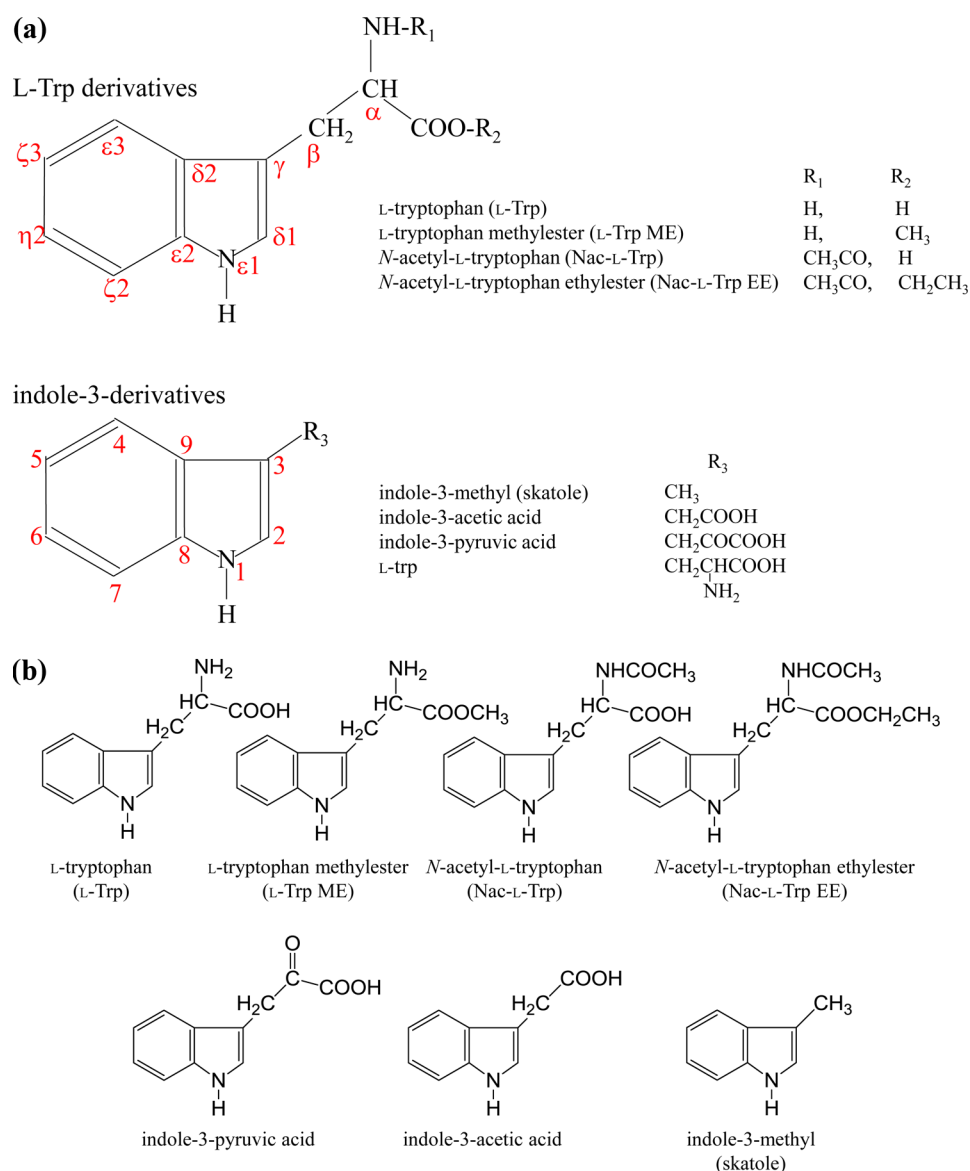 (a)
NH-R₁
L-Trp derivatives
CH
α
CH₂
COO-R₂
β
ε3
ζ3
δ2
γ
R₁ R₂
L-tryptophan (L-Trp) H, H
η2
ε2
δ1
L-tryptophan methylester (L-Trp ME) H, CH₃
N
ε1
N-acetyl-L-tryptophan (Nac-L-Trp) CH₃CO, H
ζ2
N-acetyl-L-tryptophan ethylester (Nac-L-Trp EE) CH₃CO, CH₂CH₃
H
indole-3-derivatives
4
R₃
9
5
3
R₃
indole-3-methyl (skatole) CH₃
indole-3-acetic acid CH₂COOH
6
2
indole-3-pyruvic acid CH₂COCOOH
8
N
1
L-trp CH₂CHCOOH
7
NH₂
H
(b)
NH₂
HC
COOH
H₂C
N
H
L-tryptophan
(L-Trp)
NH₂
HC
COOCH₃
H₂C
N
H
L-tryptophan methylester
(L-Trp ME)
NHCOCH₃
HC
COOH
H₂C
N
H
N-acetyl-L-tryptophan
(Nac-L-Trp)
NHCOCH₃
HC
COOCH₂CH₃
H₂C
N
H
N-acetyl-L-tryptophan ethylester
(Nac-L-Trp EE)
O
C
COOH
H₂C
N
H
indole-3-pyruvic acid
COOH
H₂C
N
H
indole-3-acetic acid
CH₃
N
H
indole-3-methyl
(skatole)